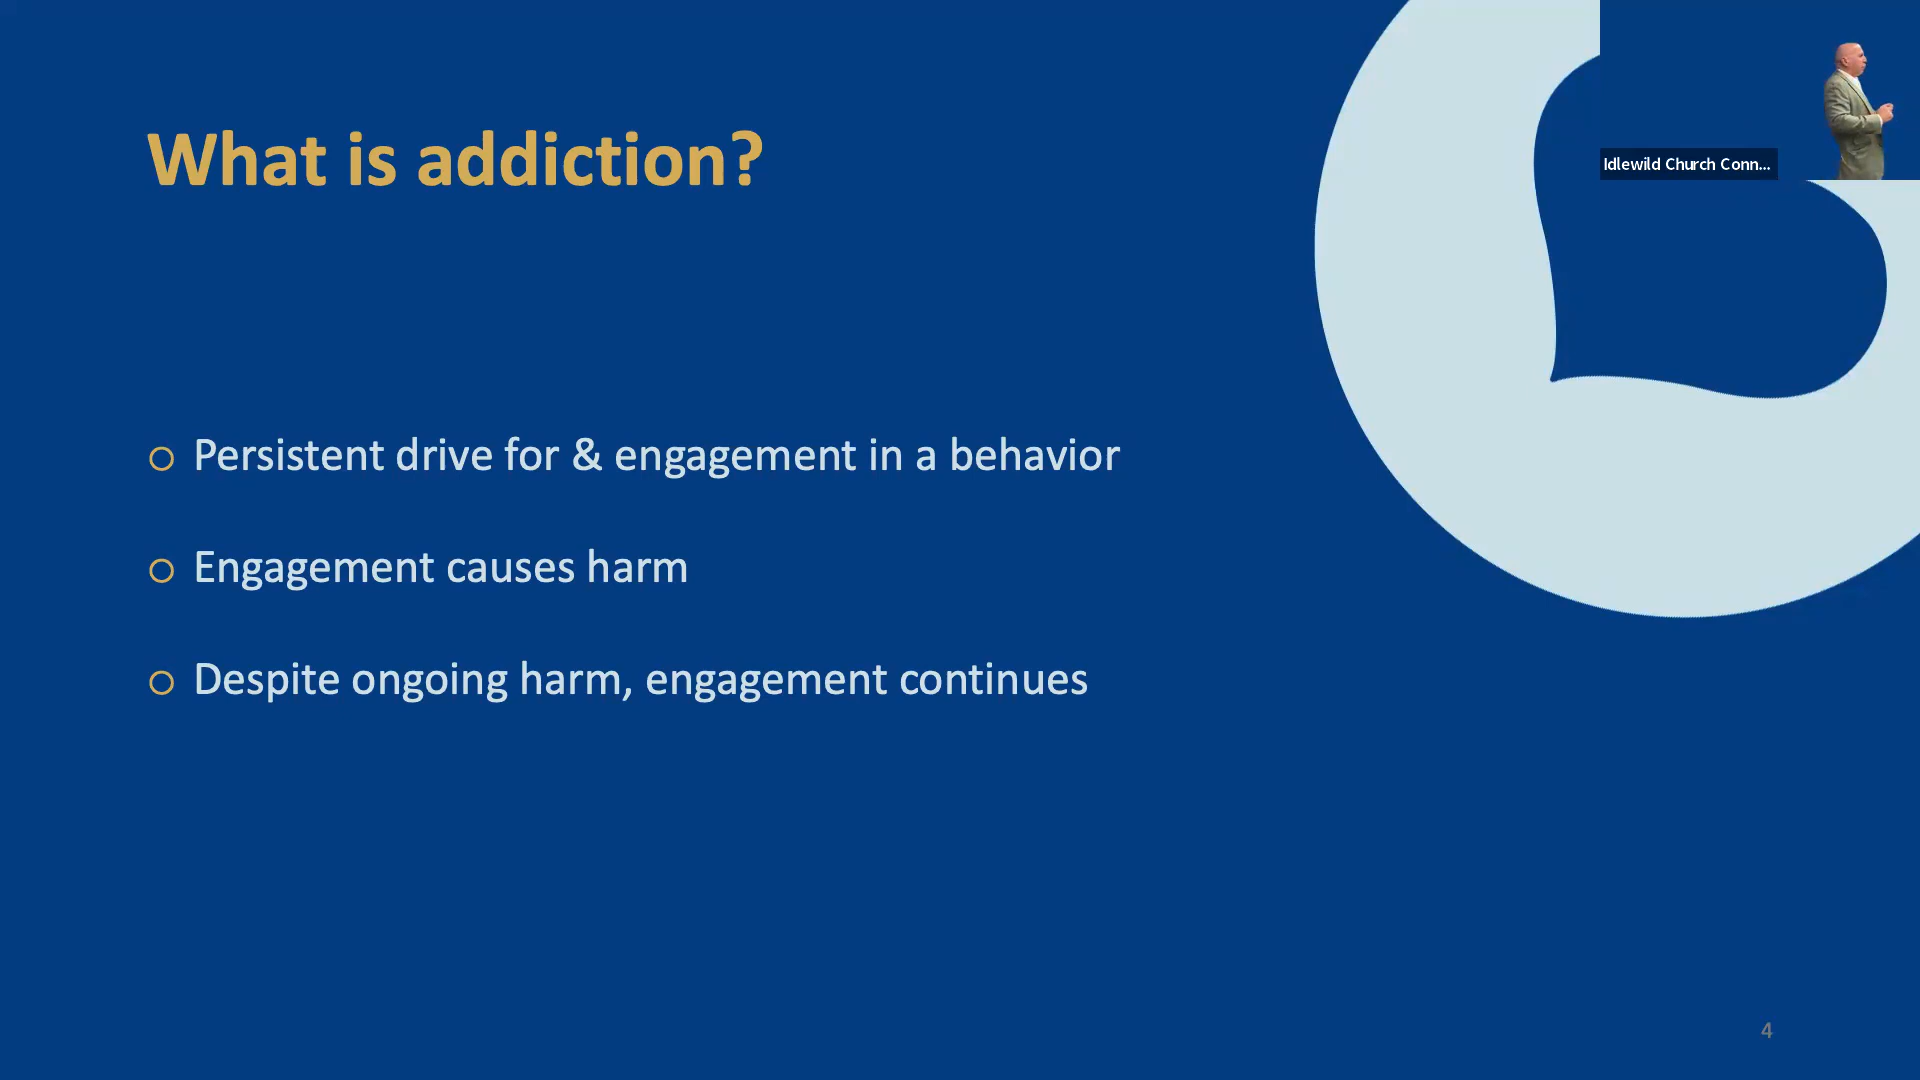 What is addiction?
Idlewild Church Conn...
Persistent drive for & engagement in a behavior
Engagement causes harm
Despite ongoing harm, engagement continues
4